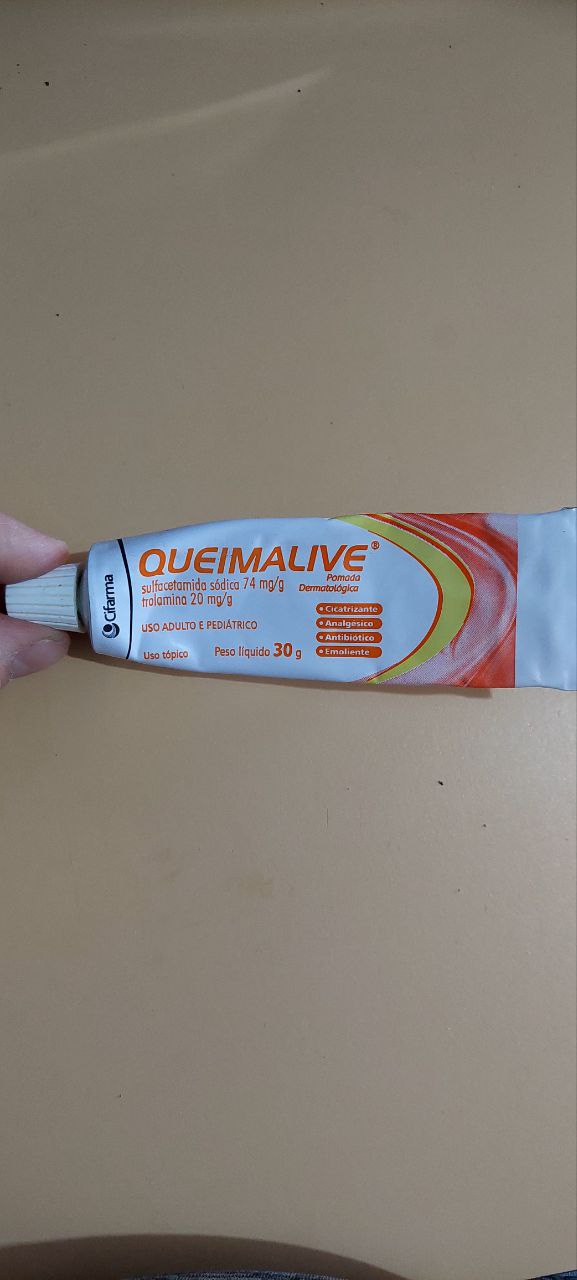 Cifarma
QUEIMALIVE®
Pomada
Dermatológica
sulfacetamida sódica 74 mg/g
trolamina 20 mg/g
• Cicatrizante
• Analgésico
• Antibiótico
• Emoliente
USO ADULTO E PEDIÁTRICO
Uso tópico
Peso líquido 30 g